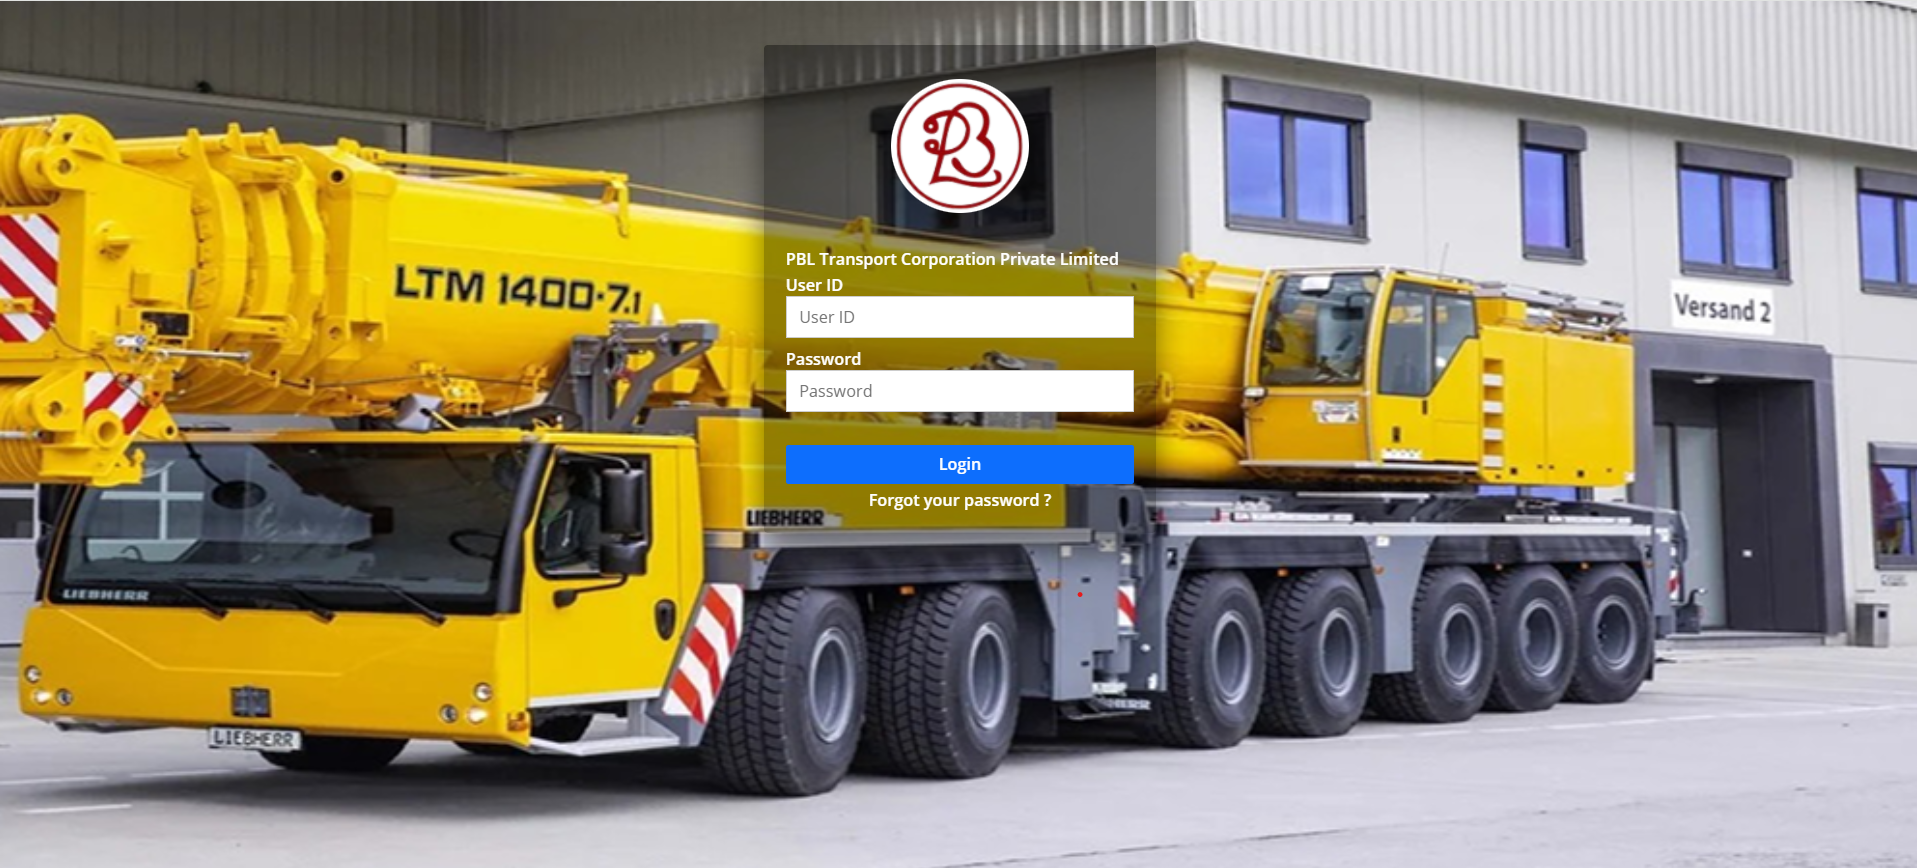 PBL
LTM 1400-7.1
PBL Transport Corporation Private Limited
User ID
User ID
Versand 2
Password
Password
Login
Forgot your password ?
LIEBHERR
LIEBHERR
LIEBHERR